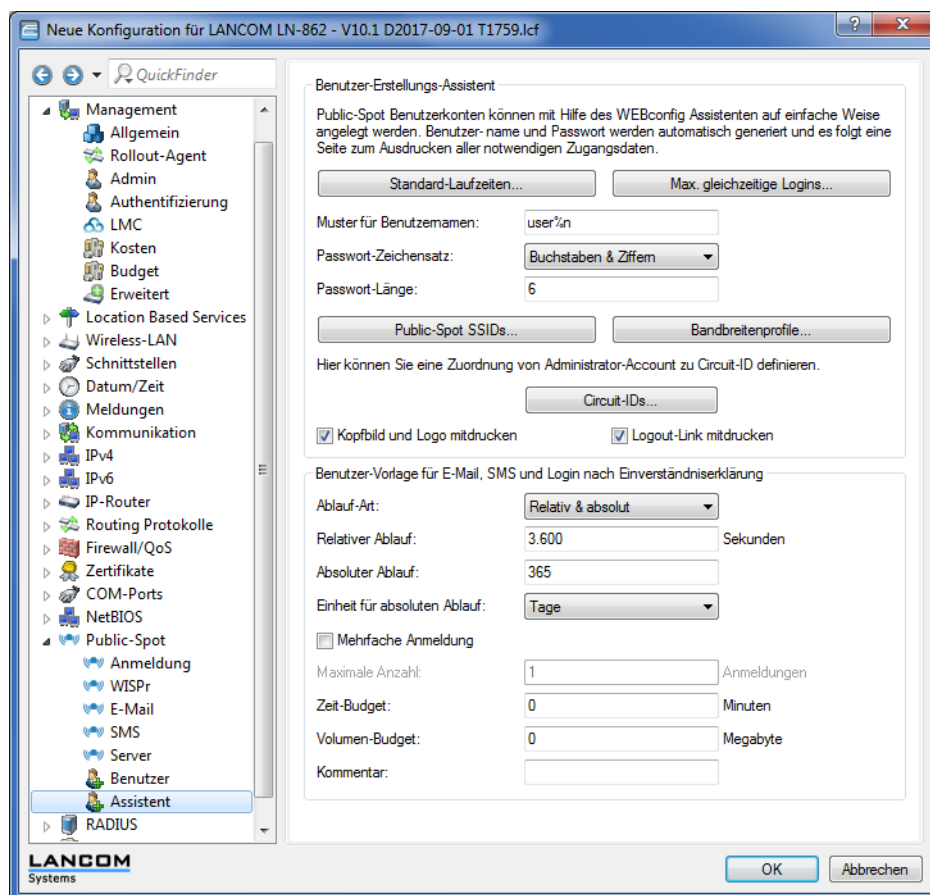 Neue Konfiguration für LANCOM LN-862 - V10.1 D2017-09-01 T1759.lcf
QuickFinder
Management
Allgemein
Rollout-Agent
Admin
Authentifizierung
LMC
Kosten
Budget
Erweitert
Location Based Services
Wireless-LAN
Schnittstellen
Datum/Zeit
Meldungen
Kommunikation
IPv4
IPv6
IP-Router
Routing Protokolle
Firewall/QoS
Zertifikate
COM-Ports
NetBIOS
Public-Spot
Anmeldung
WISPr
E-Mail
SMS
Server
Benutzer
Assistent
RADIUS
Benutzer-Erstellungs-Assistent
Public-Spot Benutzerkonten können mit Hilfe des WEBconfig Assistenten auf einfache Weise
angelegt werden. Benutzer- name und Passwort werden automatisch generiert und es folgt eine
Seite zum Ausdrucken aller notwendigen Zugangsdaten.
Standard-Laufzeiten... Max. gleichzeitige Logins...
Muster für Benutzernamen: user%n
Passwort-Zeichensatz: Buchstaben & Ziffern
Passwort-Länge: 6
Public-Spot SSIDs... Bandbreitenprofile...
Hier können Sie eine Zuordnung von Administrator-Account zu Circuit-ID definieren.
Circuit-IDs...
Kopfbild und Logo mitdrucken Logout-Link mitdrucken
Benutzer-Vorlage für E-Mail, SMS und Login nach Einverständniserklärung
Ablauf-Art: Relativ & absolut
Relativer Ablauf: 3.600 Sekunden
Absoluter Ablauf: 365
Einheit für absoluten Ablauf: Tage
Mehrfache Anmeldung
Maximale Anzahl: 1 Anmeldungen
Zeit-Budget: 0 Minuten
Volumen-Budget: 0 Megabyte
Kommentar:
LANCOM
Systems
OK Abbrechen